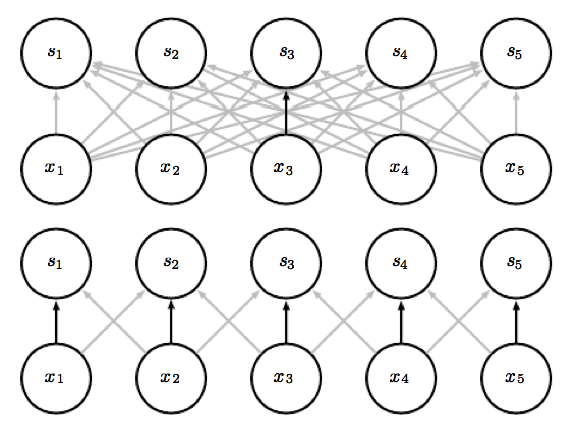 s₁ s₂ s₃ s₄ s₅
x₁ x₂ x₃ x₄ x₅
s₁ s₂ s₃ s₄ s₅
x₁ x₂ x₃ x₄ x₅